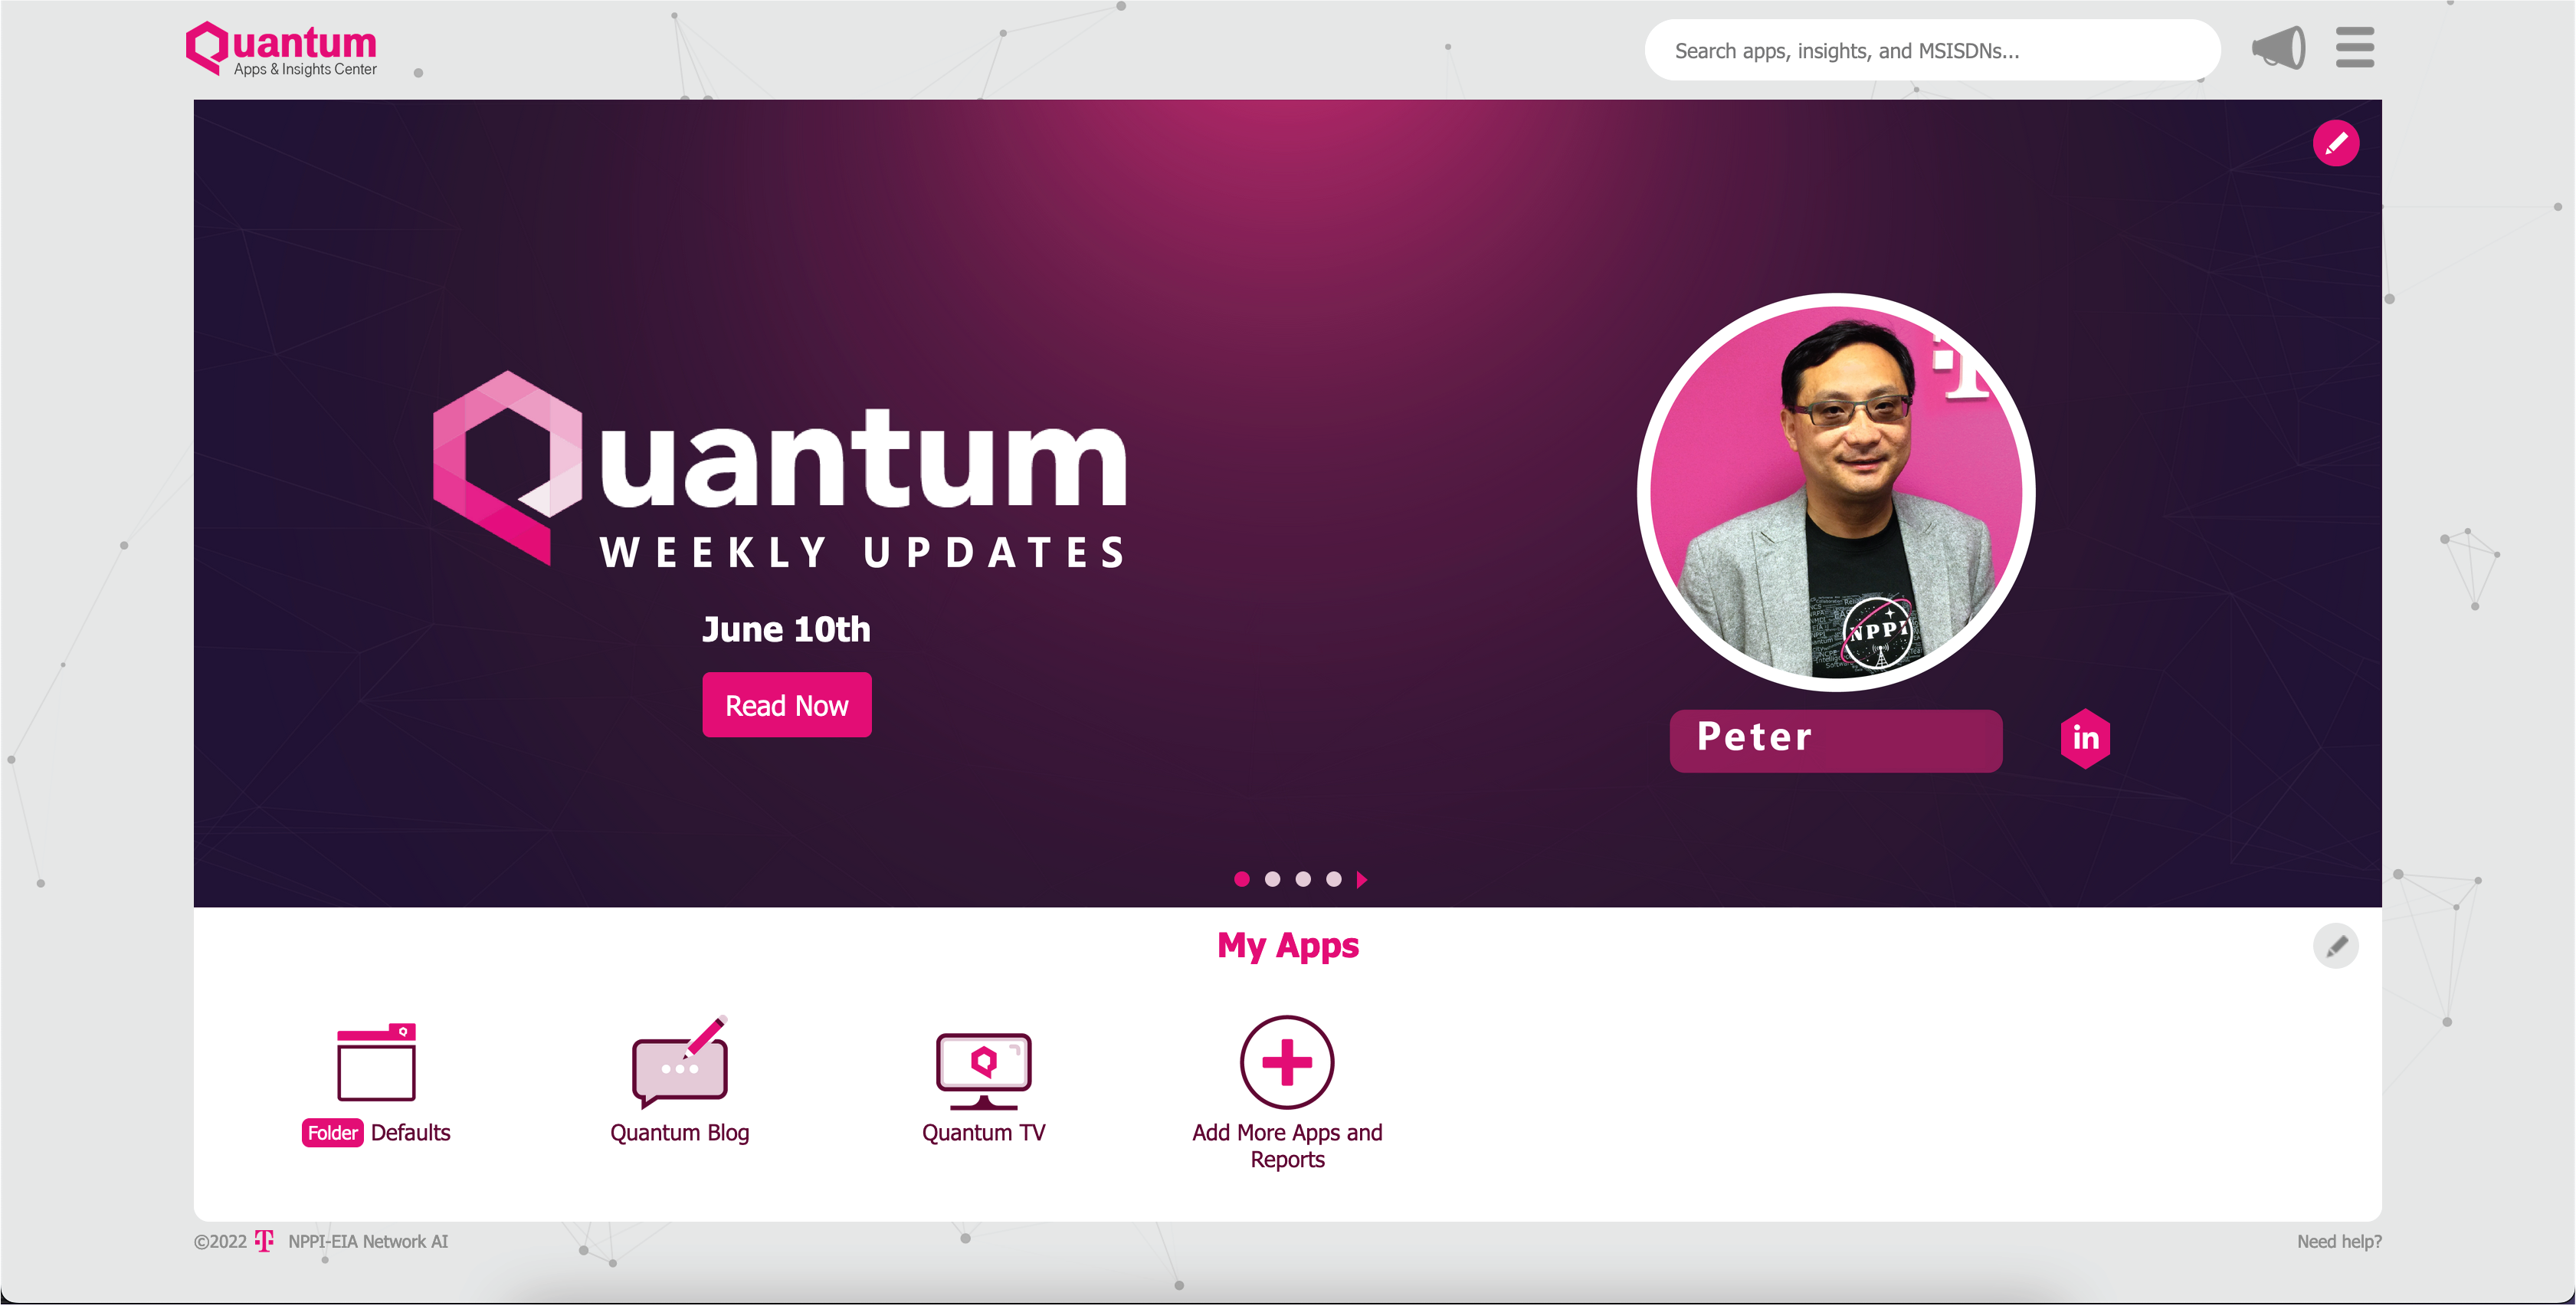 Quantum
Apps & Insights Center
Search apps, insights, and MSISDNs...
Quantum
WEEKLY UPDATES
June 10th
Read Now
T
NPPI
Peter
in
My Apps
Folder Defaults
Quantum Blog
Quantum TV
Add More Apps and
Reports
©2022 T NPPI-EIA Network AI
Need help?